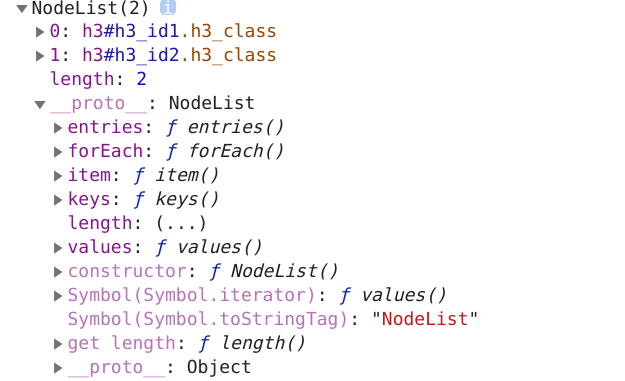 NodeList(2) i
0: h3#h3_id1.h3_class
1: h3#h3_id2.h3_class
length: 2
__proto__: NodeList
entries: ƒ entries()
forEach: ƒ forEach()
item: ƒ item()
keys: ƒ keys()
length: (...)
values: ƒ values()
constructor: ƒ NodeList()
Symbol(Symbol.iterator): ƒ values()
Symbol(Symbol.toStringTag): "NodeList"
get length: ƒ length()
__proto__: Object